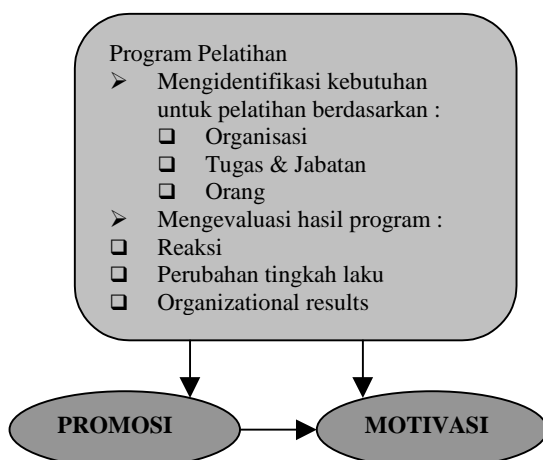 Program Pelatihan
➢ Mengidentifikasi kebutuhan
untuk pelatihan berdasarkan :
❑ Organisasi
❑ Tugas & Jabatan
❑ Orang
➢ Mengevaluasi hasil program :
❑ Reaksi
❑ Perubahan tingkah laku
❑ Organizational results
PROMOSI
MOTIVASI